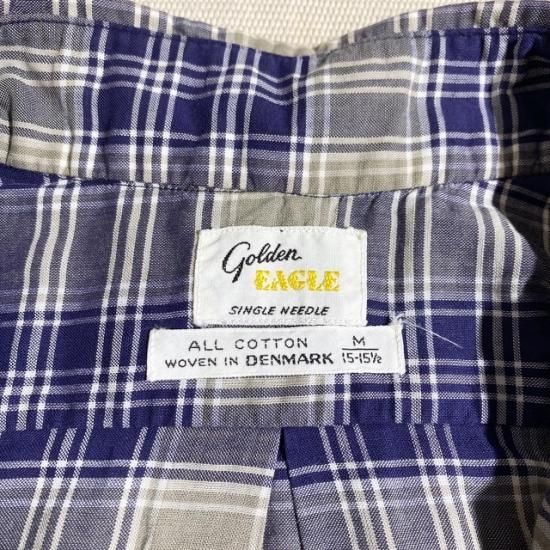 Golden
EAGLE
SINGLE NEEDLE
ALL COTTON M
WOVEN IN DENMARK 15-15½